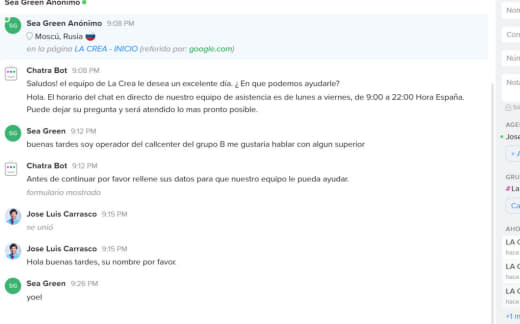 Sea Green Anónimo
Sea Green Anónimo 9:08 PM
Moscú, Rusia
en la página LA CREA - INICIO (referido por: google.com)
Chatra Bot 9:08 PM
Saludos! el equipo de La Crea le desea un excelente día. ¿ En que podemos ayudarle?
Hola. El horario del chat en directo de nuestro equipo de asistencia es de lunes a viernes, de 9:00 a 22:00 Hora España.
Puede dejar su pregunta y será atendido lo mas pronto posible.
SG
Sea Green 9:12 PM
buenas tardes soy operador del callcenter del grupo B me gustaria hablar con algun superior
Chatra Bot 9:12 PM
Antes de continuar por favor rellene sus datos para que nuestro equipo le pueda ayudar.
formulario mostrado
Jose Luis Carrasco 9:15 PM
se unió
Jose Luis Carrasco 9:15 PM
Hola buenas tardes, su nombre por favor.
SG
Sea Green 9:26 PM
yoel
Nom
Nota
AGE
Jose
+ A
GRU
#La
Ca
AHO
LA C
hace
LA C
hace
LA C
hace
+1 m